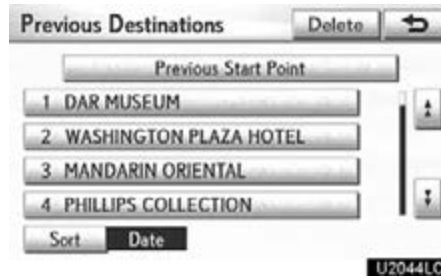 Previous Destinations Delete
Previous Start Point
1 DAR MUSEUM
2 WASHINGTON PLAZA HOTEL
3 MANDARIN ORIENTAL
4 PHILLIPS COLLECTION
Sort Date
U2044LC